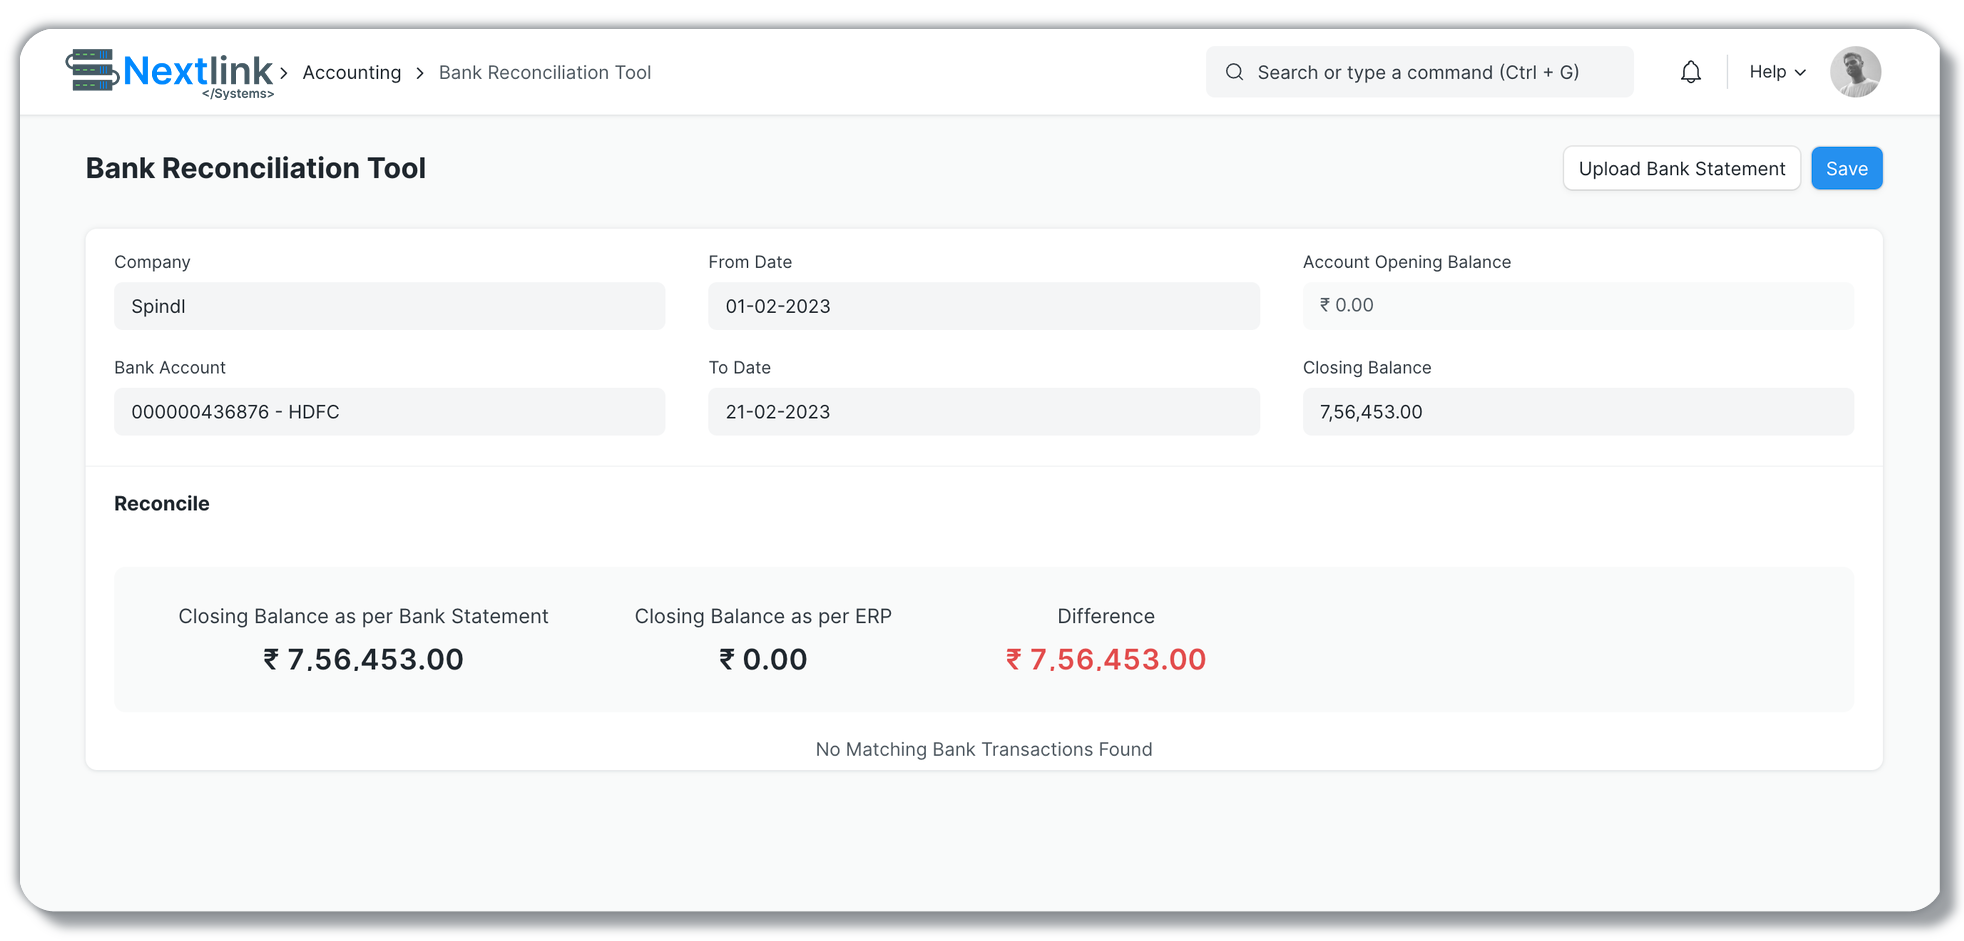 Nextlink
</Systems>
Accounting
Bank Reconciliation Tool
Search or type a command (Ctrl + G)
Help
Bank Reconciliation Tool
Upload Bank Statement
Save
Company
From Date
Account Opening Balance
Spindl
01-02-2023
₹ 0.00
Bank Account
To Date
Closing Balance
000000436876 - HDFC
21-02-2023
7,56,453.00
Reconcile
Closing Balance as per Bank Statement
Closing Balance as per ERP
Difference
₹ 7,56,453.00
₹ 0.00
₹ 7,56,453.00
No Matching Bank Transactions Found